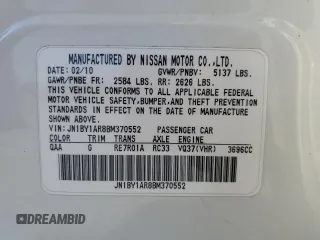 MANUFACTURED BY NISSAN MOTOR CO.,LTD.
DATE: 02/10 GVWR/PNBV: 5137 LBS.
GAWR/PNBE FR: 2584 LBS. RR: 2626 LBS.
THIS VEHICLE CONFORMS TO ALL APPLICABLE
FEDERAL MOTOR VEHICLE
SAFETY,BUMPER,AND THEFT PREVENTION
STANDARDS IN EFFECT ON THE DATE OF
MANUFACTURE SHOWN ABOVE.
VIN:JN1BY1AR8BM370552 PASSENGER CAR
COLOR TRIM TRANS AXLE ENGINE
QAA G RE7R01A RC33 VQ37(VHR) 3696CC
JN1BY1AR8BM370552
DREAMBID